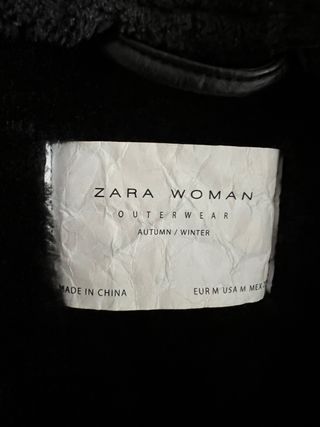 ZARA WOMAN
OUTERWEAR
AUTUMN / WINTER
MADE IN CHINA EUR M USA M MEX